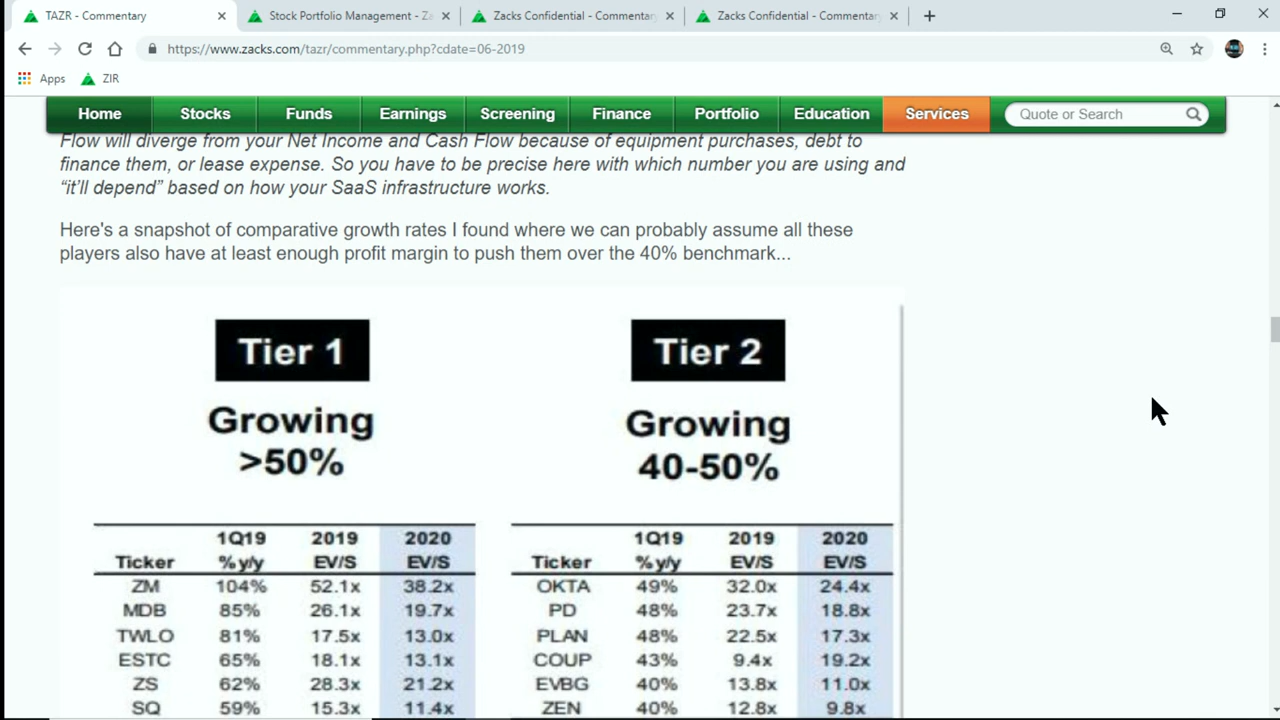 TAZR - Commentary
Stock Portfolio Management - Za
Zacks Confidential - Commentary
Zacks Confidential - Commentary
https://www.zacks.com/tazr/commentary.php?cdate=06-2019
Apps ZIR
Home Stocks Funds Earnings Screening Finance Portfolio Education Services Quote or Search
Flow will diverge from your Net Income and Cash Flow because of equipment purchases, debt to
finance them, or lease expense. So you have to be precise here with which number you are using and
“it’ll depend” based on how your SaaS infrastructure works.
Here's a snapshot of comparative growth rates I found where we can probably assume all these
players also have at least enough profit margin to push them over the 40% benchmark...
Tier 1
Growing
>50%
1Q19 2019 2020
Ticker % y/y EV/S EV/S
ZM 104% 52.1x 38.2x
MDB 85% 26.1x 19.7x
TWLO 81% 17.5x 13.0x
ESTC 65% 18.1x 13.1x
ZS 62% 28.3x 21.2x
SQ 59% 15.3x 11.4x
Tier 2
Growing
40-50%
1Q19 2019 2020
Ticker % y/y EV/S EV/S
OKTA 49% 32.0x 24.4x
PD 48% 23.7x 18.8x
PLAN 48% 22.5x 17.3x
COUP 43% 9.4x 19.2x
EVBG 40% 13.8x 11.0x
ZEN 40% 12.8x 9.8x